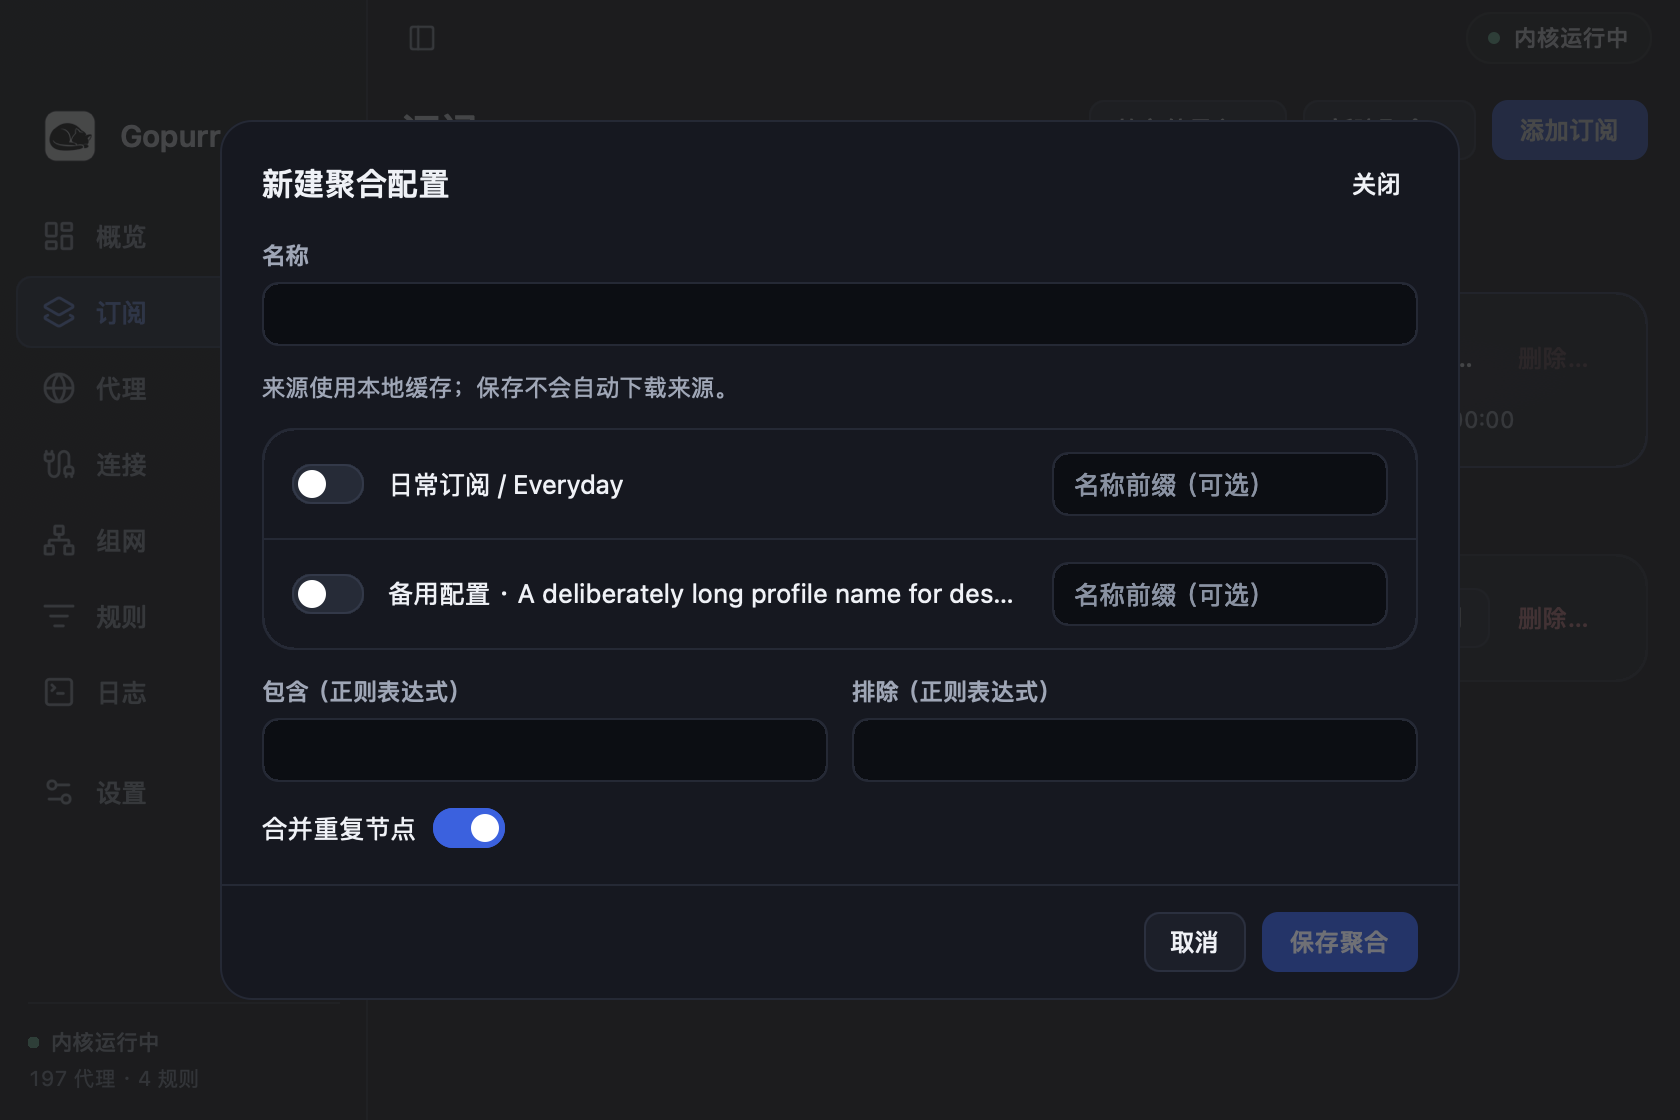 内核运行中
Gopurr
添加订阅
概览
订阅
代理
连接
组网
规则
日志
设置
内核运行中
197 代理 · 4 规则
新建聚合配置
关闭
名称
来源使用本地缓存；保存不会自动下载来源。
日常订阅 / Everyday
名称前缀（可选）
备用配置 · A deliberately long profile name for des...
名称前缀（可选）
包含（正则表达式）
排除（正则表达式）
合并重复节点
取消
保存聚合
删除...
00:00
删除...